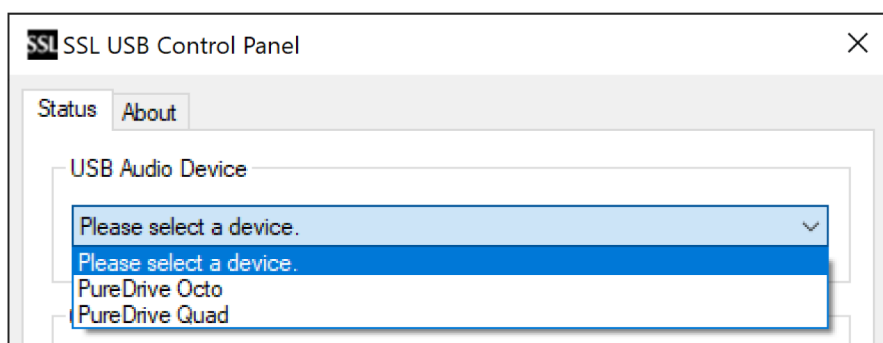 SSL SSL USB Control Panel
Status About
USB Audio Device
Please select a device.
Please select a device.
PureDrive Octo
PureDrive Quad